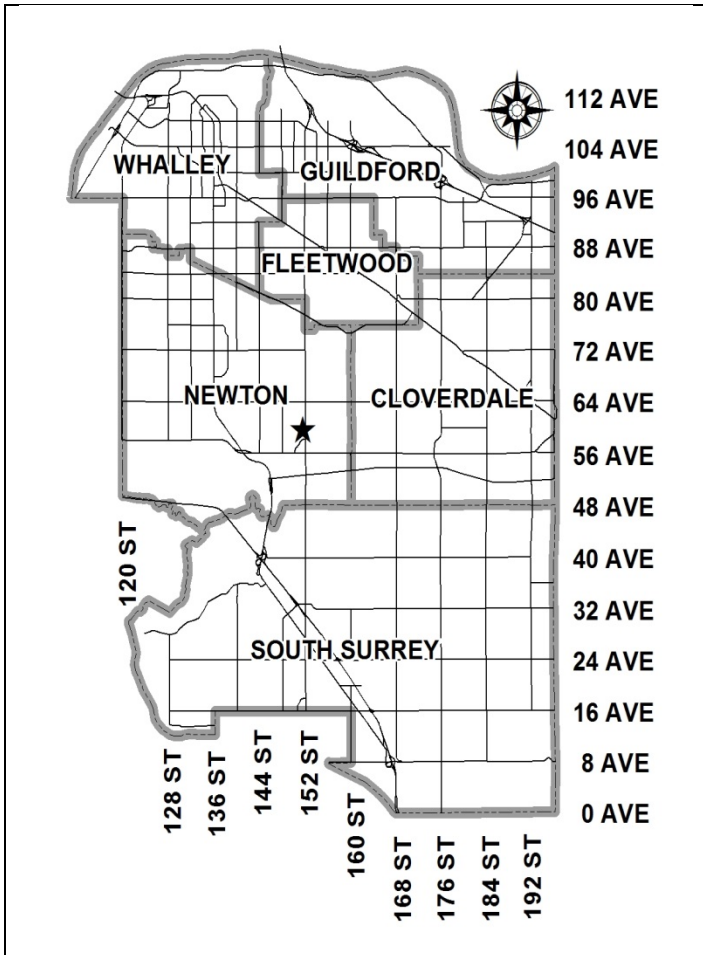 112 AVE
104 AVE
WHALLEY
GUILDFORD
96 AVE
88 AVE
FLEETWOOD
80 AVE
72 AVE
NEWTON
CLOVERDALE
64 AVE
56 AVE
48 AVE
120 ST
40 AVE
32 AVE
SOUTH SURREY
24 AVE
16 AVE
128 ST
136 ST
144 ST
152 ST
8 AVE
160 ST
0 AVE
168 ST
176 ST
184 ST
192 ST